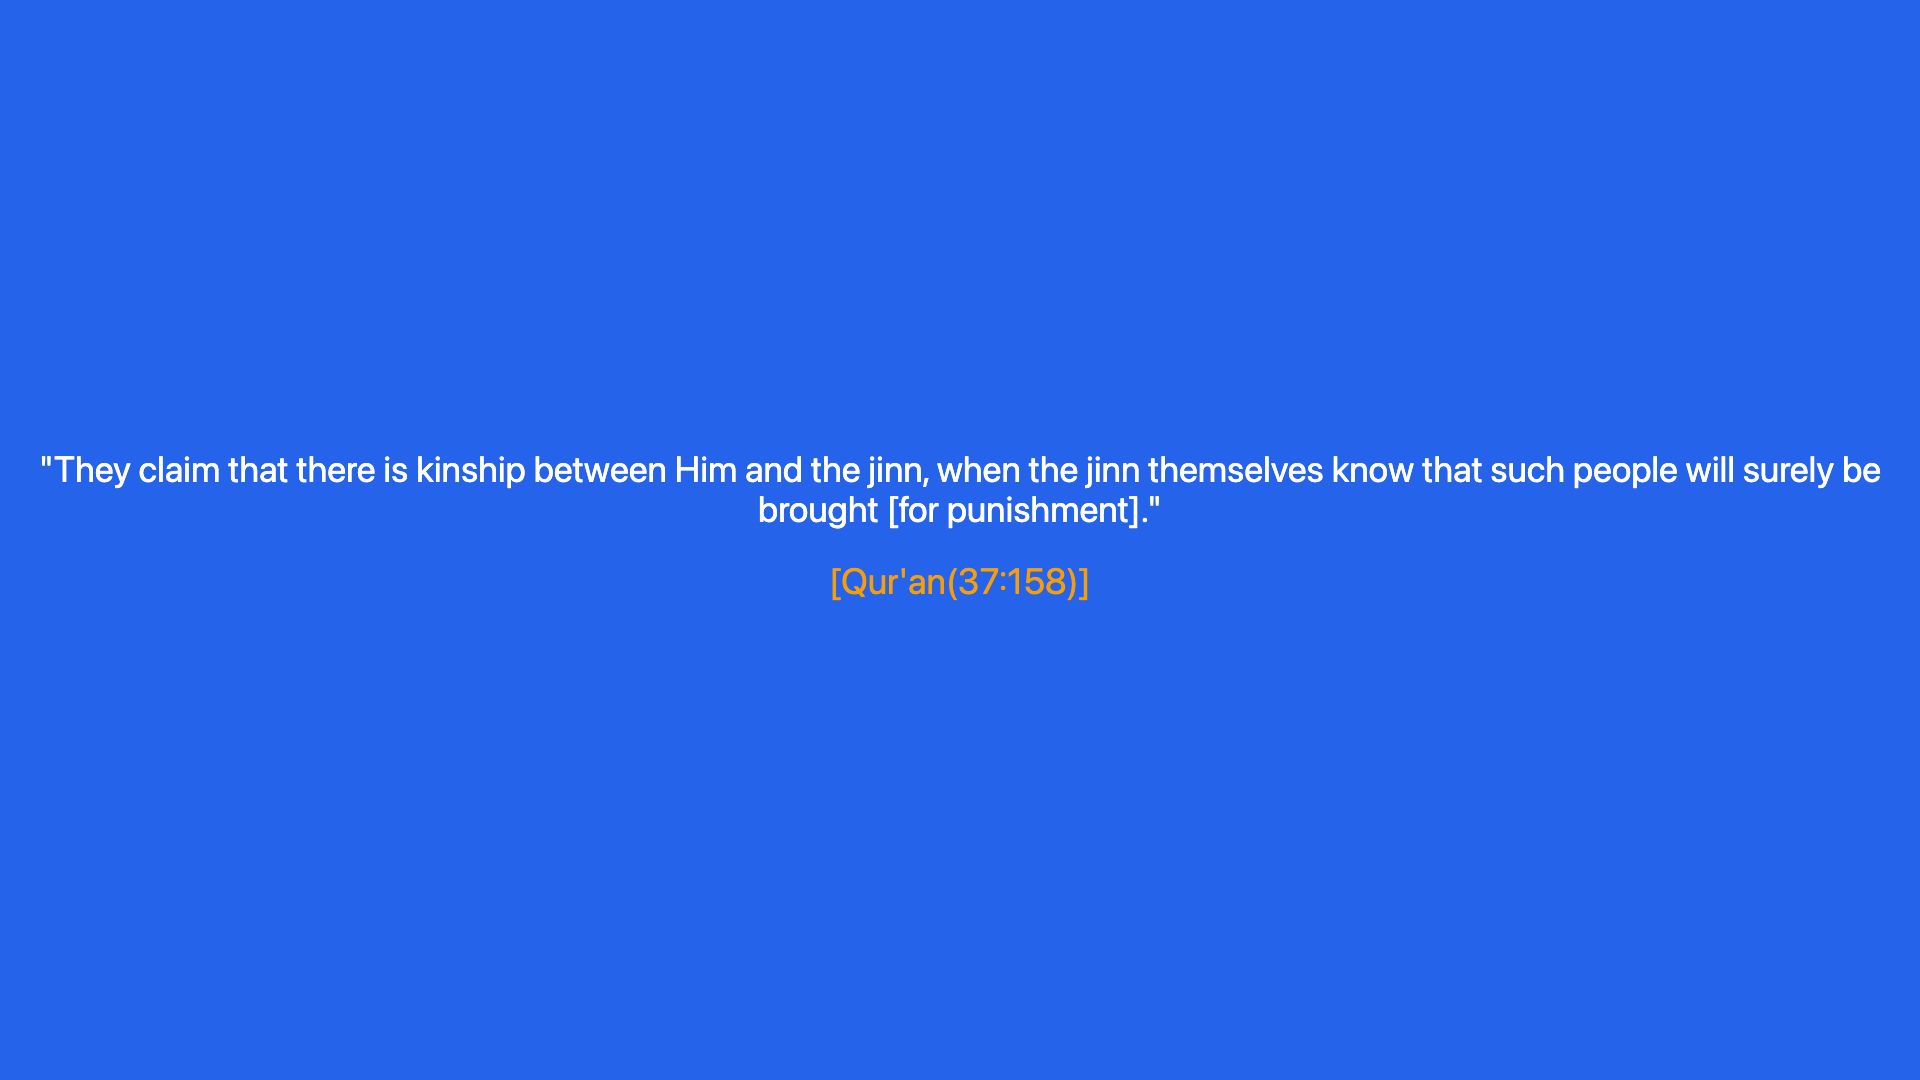 "They claim that there is kinship between Him and the jinn, when the jinn themselves know that such people will surely be
brought [for punishment]."
[Qur'an(37:158)]